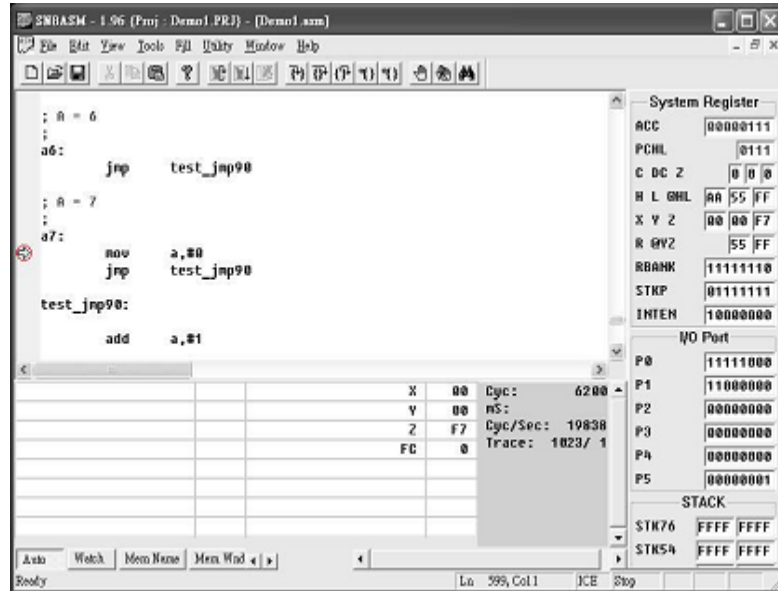 SN8ASM - 1.96 (Proj : Demo1.PRJ) - [Demo1.asm]
File Edit View Tools Fill Utility Window Help
; A = 6
;
a6:
jmp test_jmp90
; A = 7
;
a7:
mov a,#0
jmp test_jmp90
test_jmp90:
add a,#1
System Register
ACC 00000111
PCHL 0111
C DC Z 0 0 0
H L @HL AA 55 FF
X Y Z 00 00 F7
R @YZ 55 FF
RBANK 11111110
STKP 01111111
INTEN 10000000
I/O Port
P0 11111000
P1 11000000
P2 00000000
P3 00000000
P4 00000000
P5 00000001
STACK
STK76 FFFF FFFF
STK54 FFFF FFFF
X 00
Y 00
Z F7
FC 0
Cyc: 6200
mS:
Cyc/Sec: 19838
Trace: 1023/ 1
Auto Watch Mem Name Mem Wnd
Ready Ln 599, Col 1 ICE Stop